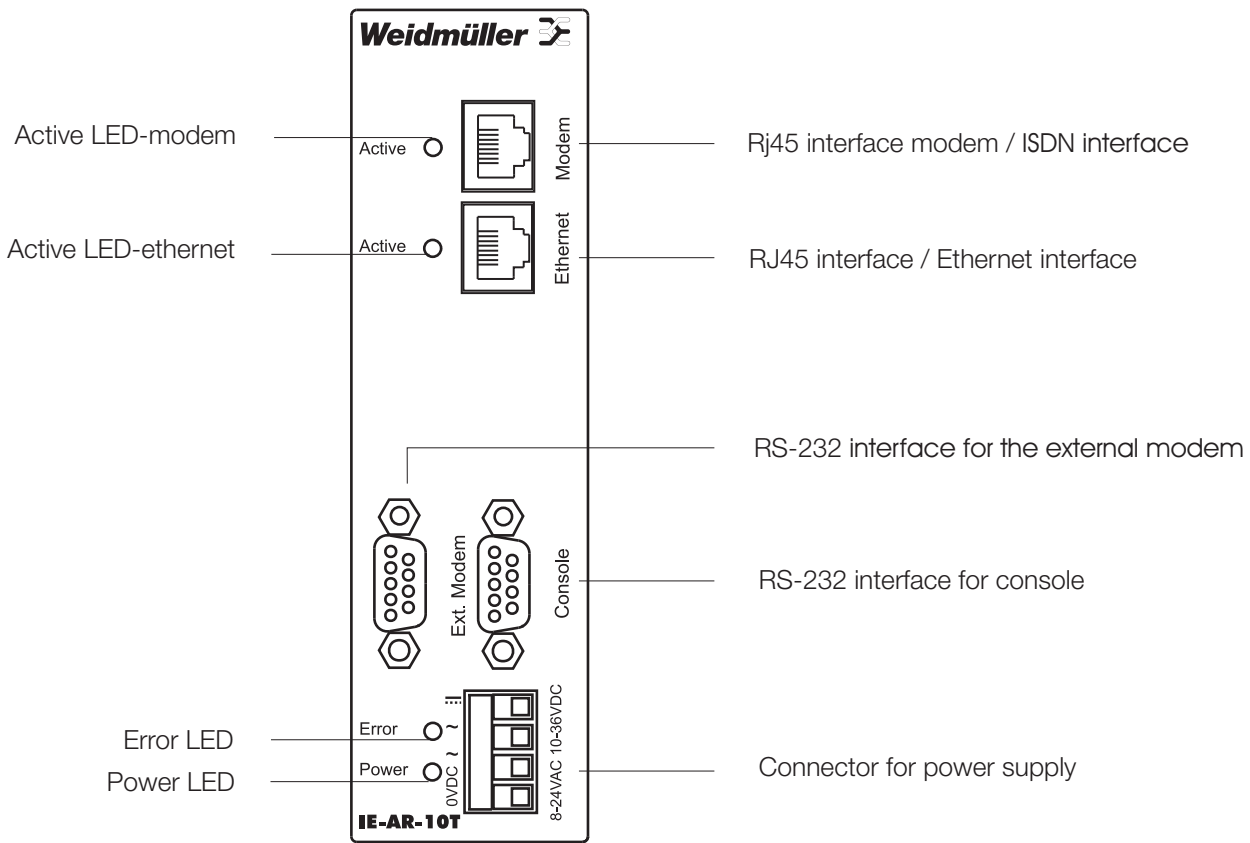 Weidmüller
Active LED-modem
Active
Modem
Rj45 interface modem / ISDN interface
Active LED-ethernet
Active
Ethernet
RJ45 interface / Ethernet interface
RS-232 interface for the external modem
Ext. Modem
Console
RS-232 interface for console
Error LED
Error
~
Power LED
Power
~
0VDC
8-24VAC 10-36VDC
Connector for power supply
IE-AR-10T